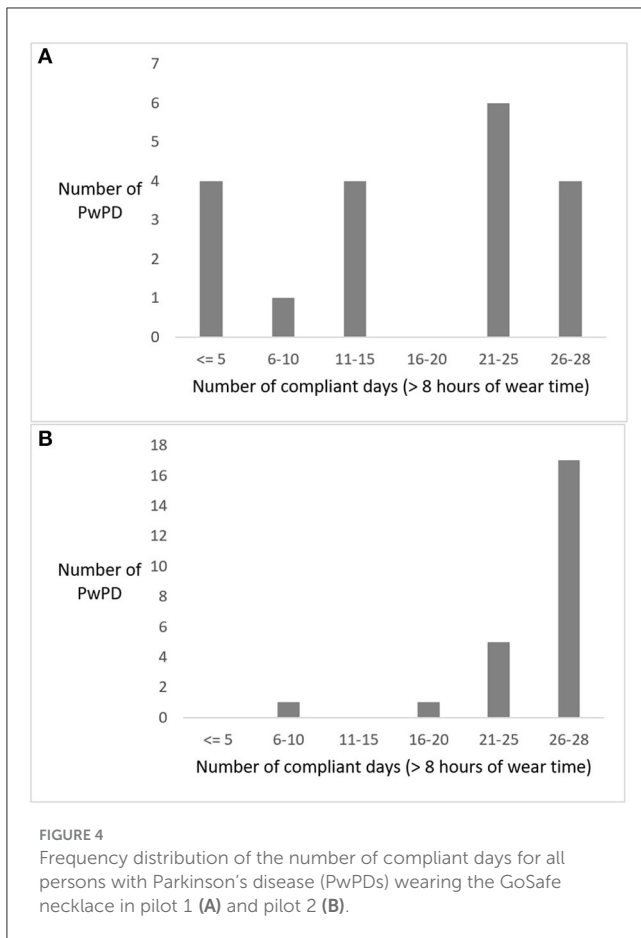 A
7
6
5
Number of
PwPD
4
3
2
1
0
<= 5 6-10 11-15 16-20 21-25 26-28
Number of compliant days (> 8 hours of wear time)
B
18
16
14
12
Number of
PwPD
10
8
6
4
2
0
<= 5 6-10 11-15 16-20 21-25 26-28
Number of compliant days (> 8 hours of wear time)
FIGURE 4
Frequency distribution of the number of compliant days for all
persons with Parkinson's disease (PwPDs) wearing the GoSafe
necklace in pilot 1 (A) and pilot 2 (B).